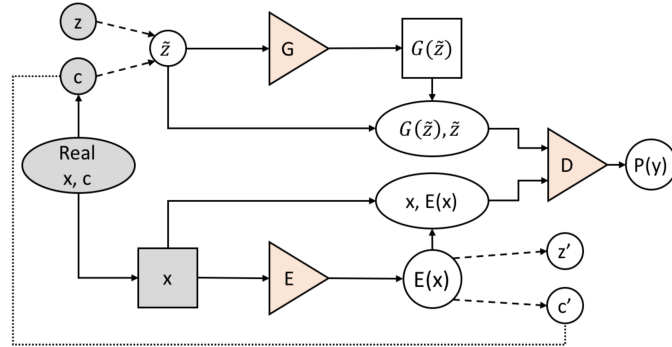 z
z̃
G
G(z̃)
c
G(z̃), z̃
Real
x, c
D
P(y)
x, E(x)
x
E
E(x)
z'
c'